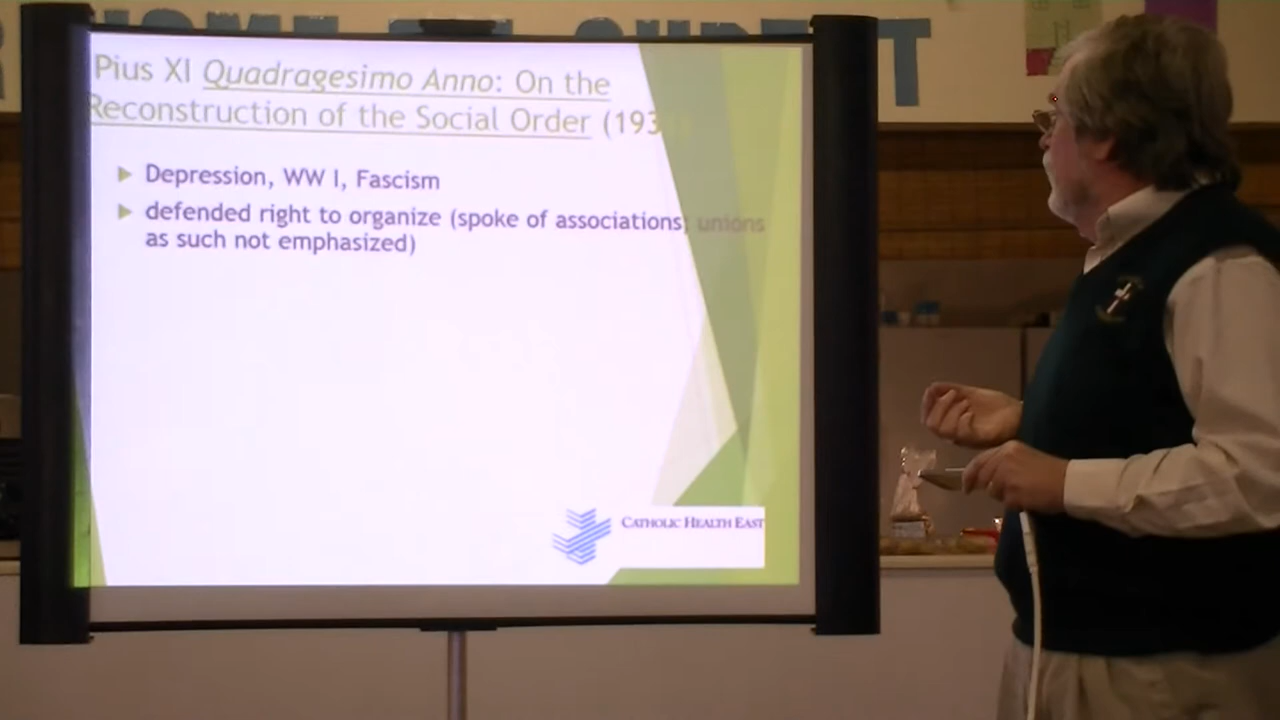 Pius XI Quadragesimo Anno: On the
Reconstruction of the Social Order (193
Depression, WW I, Fascism
defended right to organize (spoke of associations; unions
as such not emphasized)
CATHOLIC HEALTH EAST